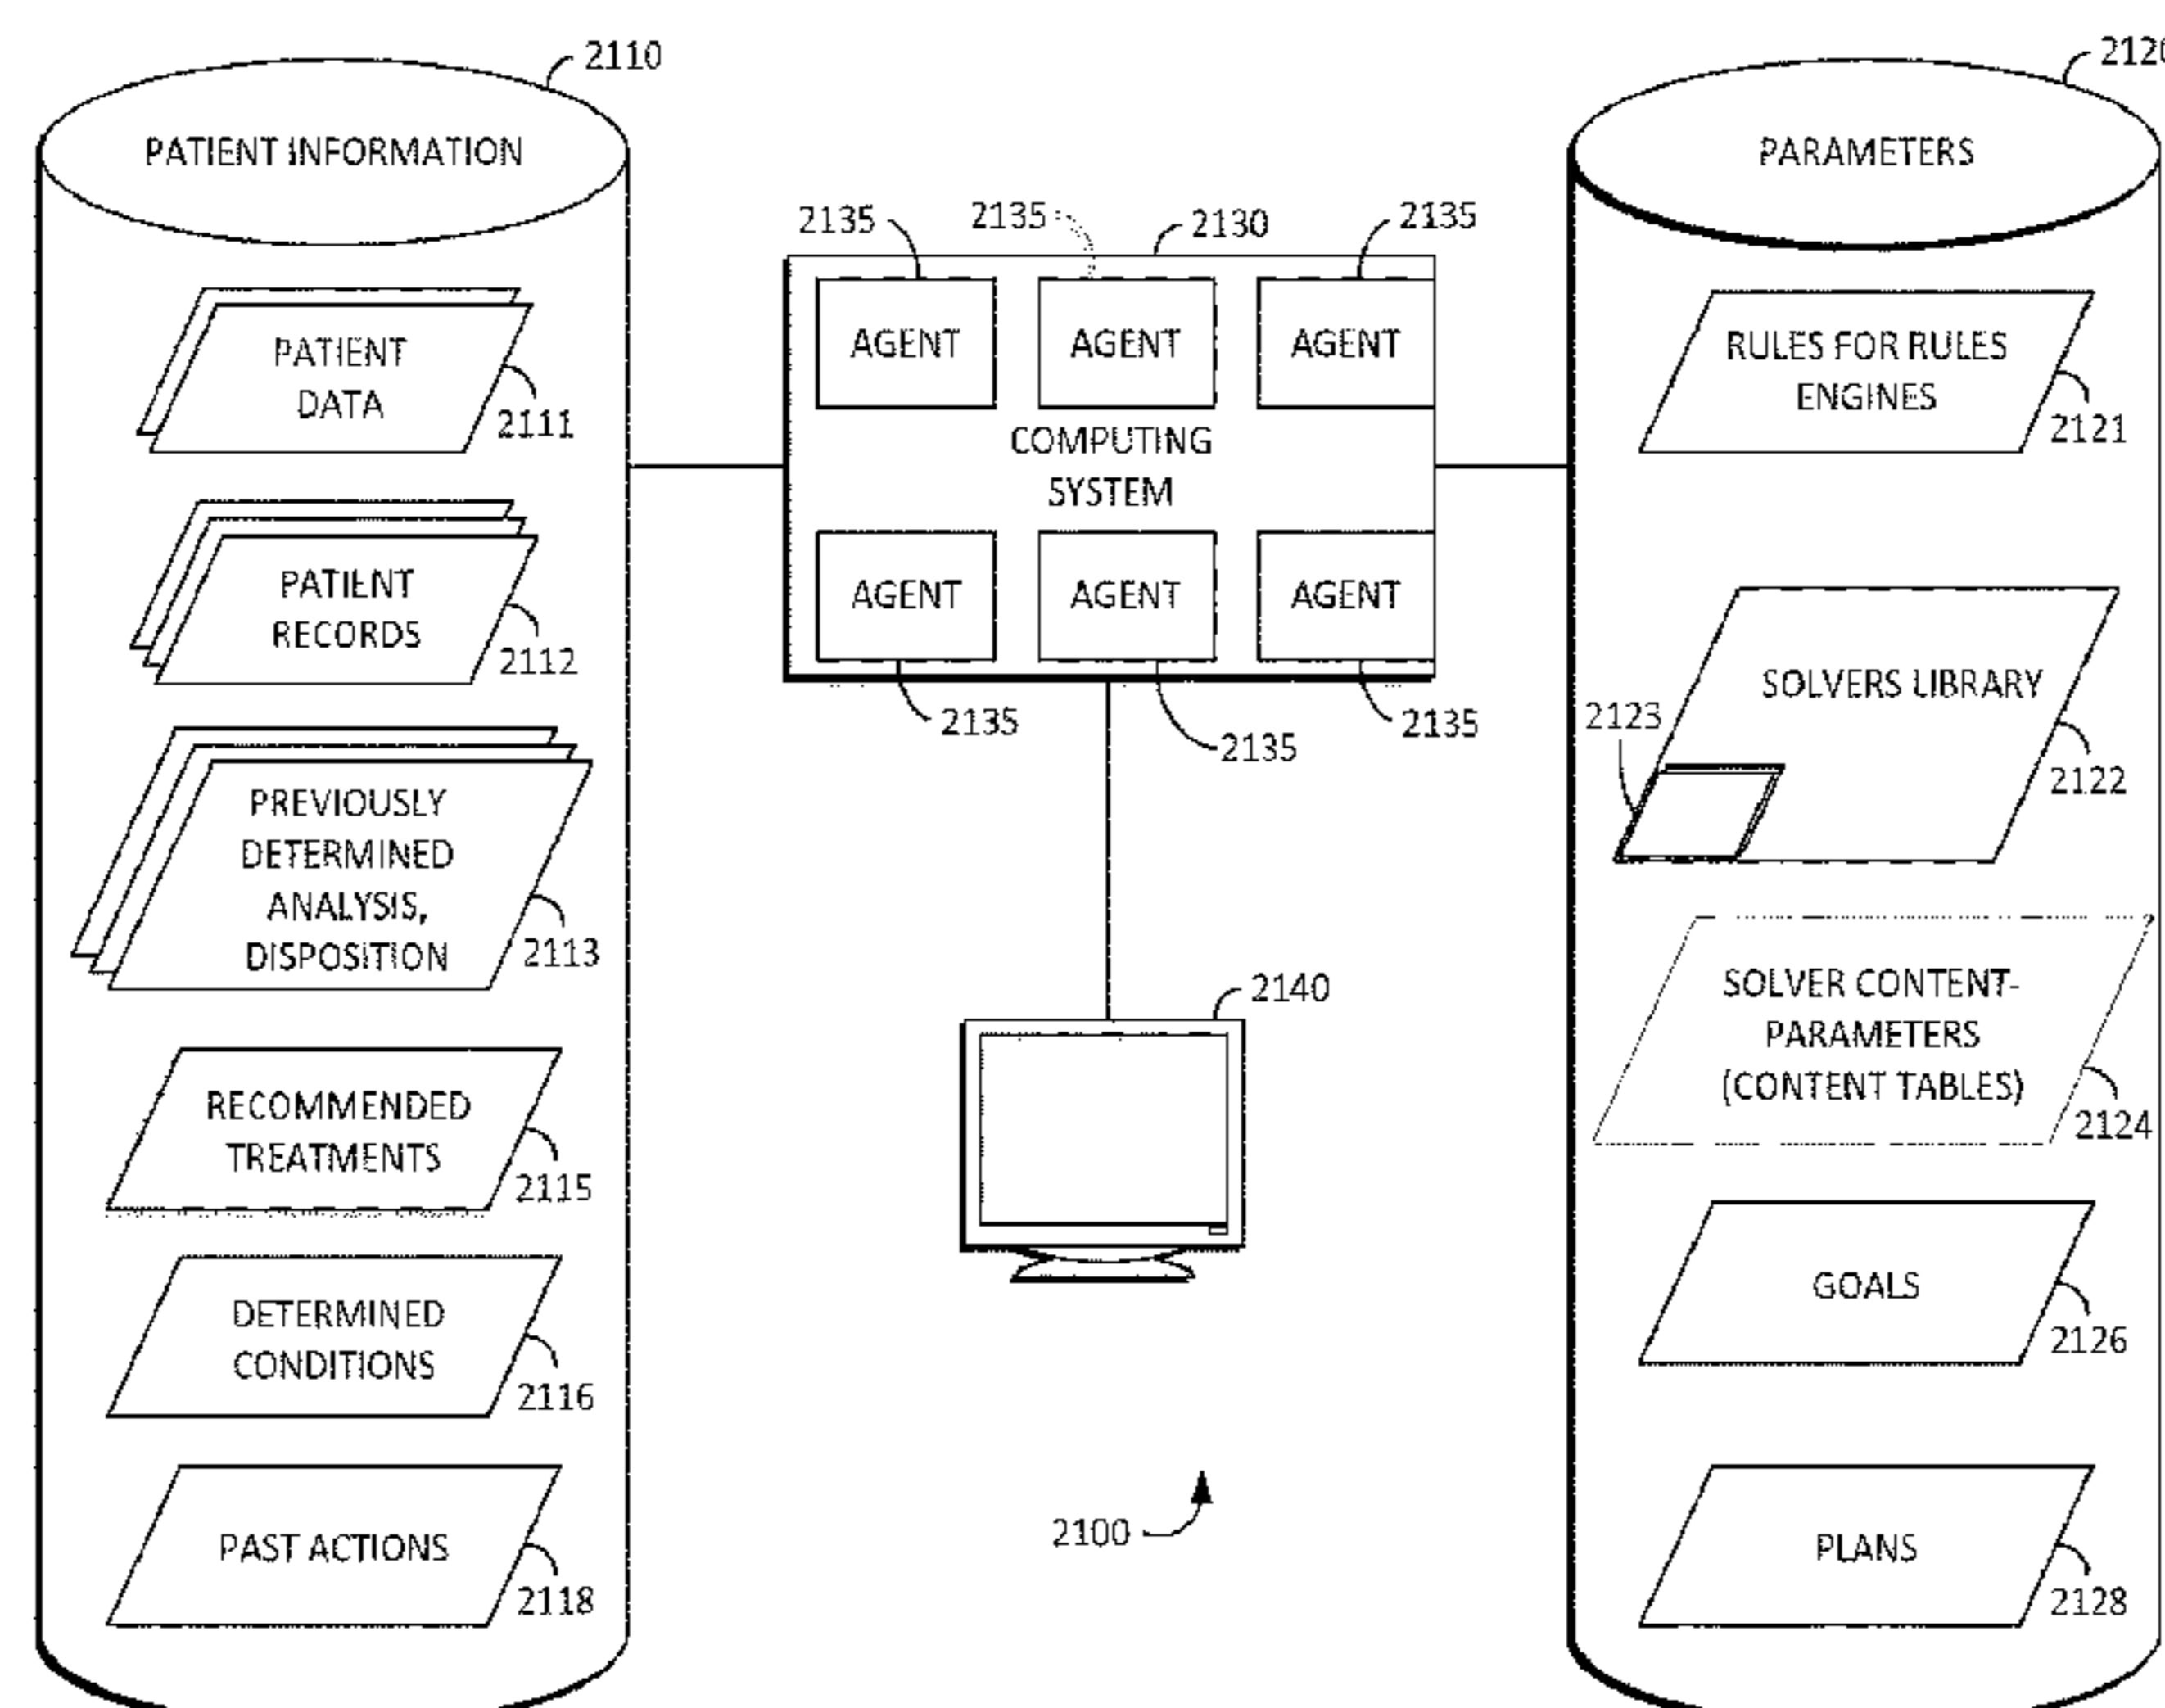 2110
PATIENT INFORMATION
PATIENT
DATA
2111
PATIENT
RECORDS
2112
PREVIOUSLY
DETERMINED
ANALYSIS,
DISPOSITION
2113
RECOMMENDED
TREATMENTS
2115
DETERMINED
CONDITIONS
2116
PAST ACTIONS
2118
2135
2135
2130
2135
AGENT
AGENT
AGENT
COMPUTING
SYSTEM
AGENT
AGENT
AGENT
2135
2135
2135
2140
2100
2120
PARAMETERS
RULES FOR RULES
ENGINES
2121
SOLVERS LIBRARY
2123
2122
SOLVER CONTENT-
PARAMETERS
(CONTENT TABLES)
2124
GOALS
2126
PLANS
2128